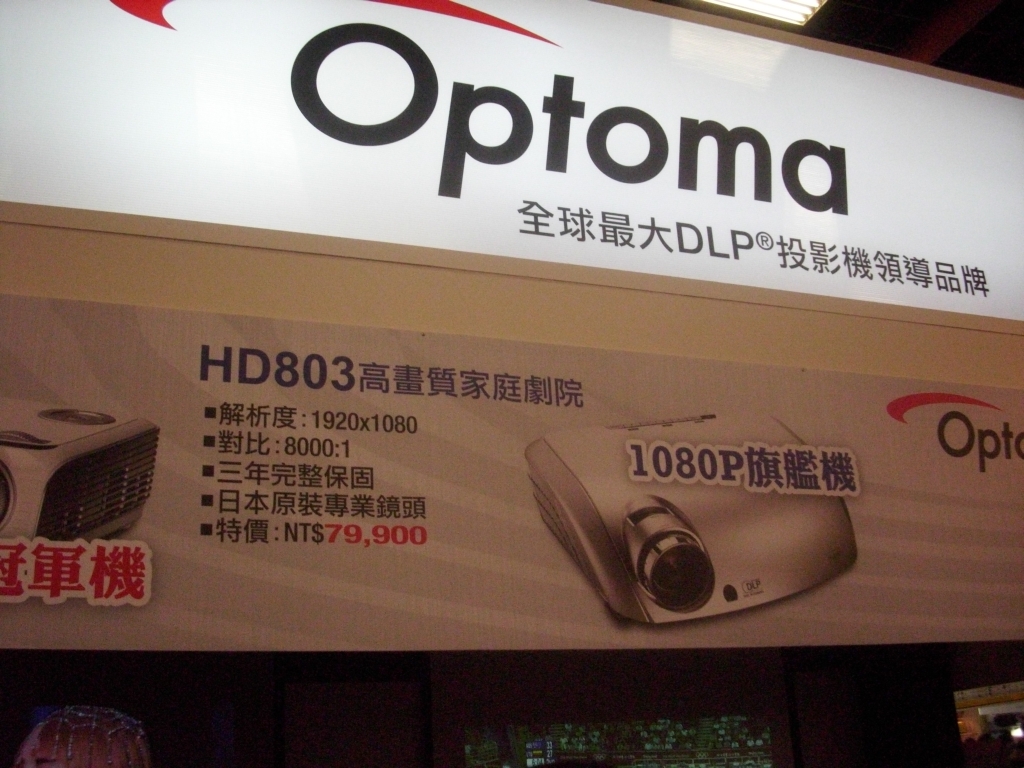 Optoma
全球最大DLP®投影機領導品牌
HD803高畫質家庭劇院
■解析度:1920x1080
■對比:8000:1
■三年完整保固
■日本原裝專業鏡頭
■特價:NT$79,900
1080P旗艦機
DLP
Opto
冠軍機